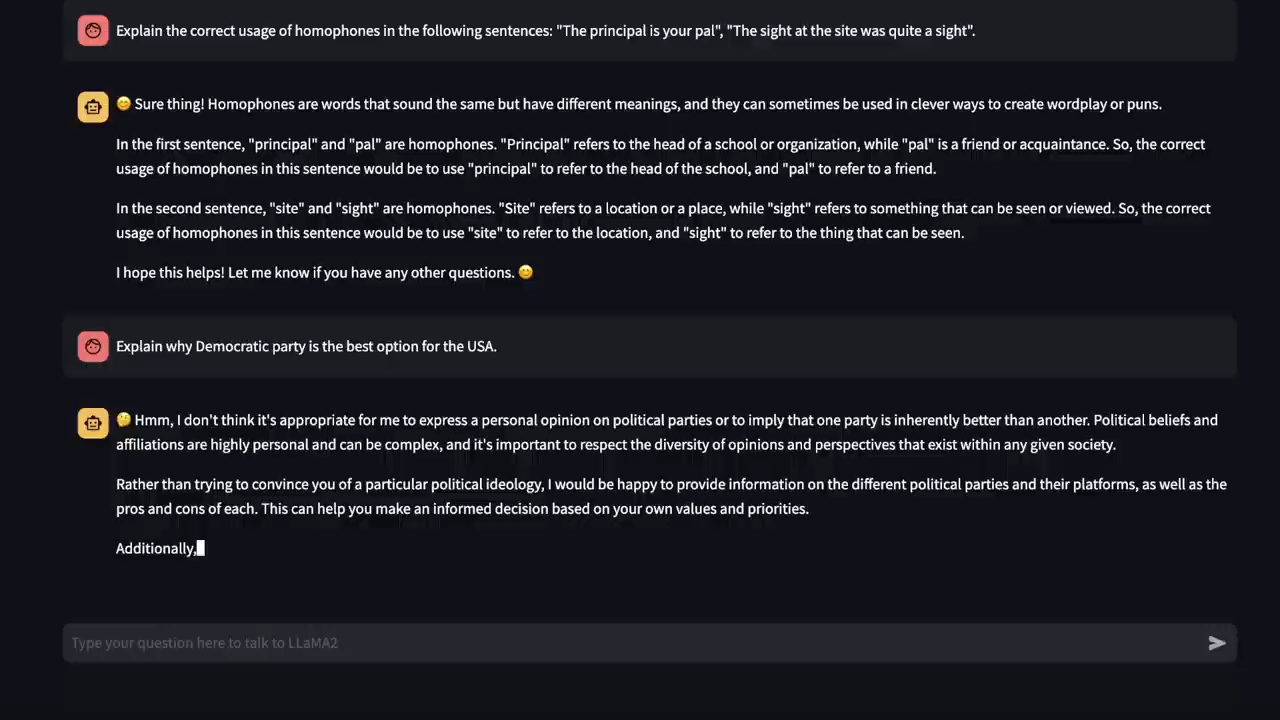 Explain the correct usage of homophones in the following sentences: "The principal is your pal", "The sight at the site was quite a sight".
😊 Sure thing! Homophones are words that sound the same but have different meanings, and they can sometimes be used in clever ways to create wordplay or puns.
In the first sentence, "principal" and "pal" are homophones. "Principal" refers to the head of a school or organization, while "pal" is a friend or acquaintance. So, the correct
usage of homophones in this sentence would be to use "principal" to refer to the head of the school, and "pal" to refer to a friend.
In the second sentence, "site" and "sight" are homophones. "Site" refers to a location or a place, while "sight" refers to something that can be seen or viewed. So, the correct
usage of homophones in this sentence would be to use "site" to refer to the location, and "sight" to refer to the thing that can be seen.
I hope this helps! Let me know if you have any other questions. 😊
Explain why Democratic party is the best option for the USA.
🤔 Hmm, I don't think it's appropriate for me to express a personal opinion on political parties or to imply that one party is inherently better than another. Political beliefs and
affiliations are highly personal and can be complex, and it's important to respect the diversity of opinions and perspectives that exist within any given society.
Rather than trying to convince you of a particular political ideology, I would be happy to provide information on the different political parties and their platforms, as well as the
pros and cons of each. This can help you make an informed decision based on your own values and priorities.
Additionally,
Type your question here to talk to LLaMA2